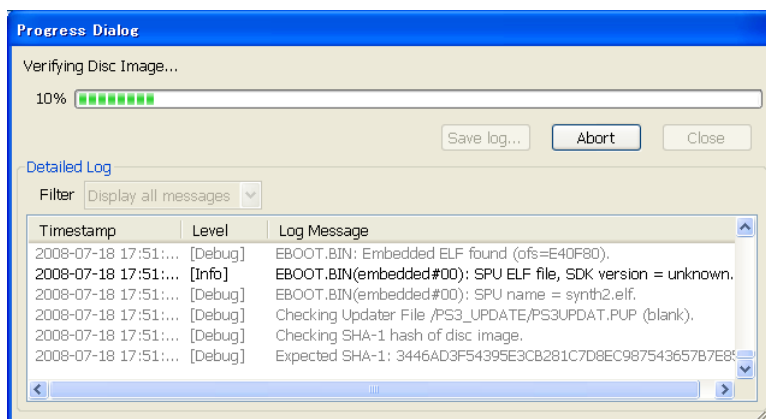 Progress Dialog
Verifying Disc Image...
10%
Save log... Abort Close
Detailed Log
Filter Display all messages
Timestamp Level Log Message
2008-07-18 17:51:... [Debug] EBOOT.BIN: Embedded ELF found (ofs=E40F80).
2008-07-18 17:51:... [Info] EBOOT.BIN(embedded#00): SPU ELF file, SDK version = unknown.
2008-07-18 17:51:... [Debug] EBOOT.BIN(embedded#00): SPU name = synth2.elf.
2008-07-18 17:51:... [Debug] Checking Updater File /PS3_UPDATE/PS3UPDAT.PUP (blank).
2008-07-18 17:51:... [Debug] Checking SHA-1 hash of disc image.
2008-07-18 17:51:... [Debug] Expected SHA-1: 3446AD3F54395E3CB281C7D8EC987543657B7E8